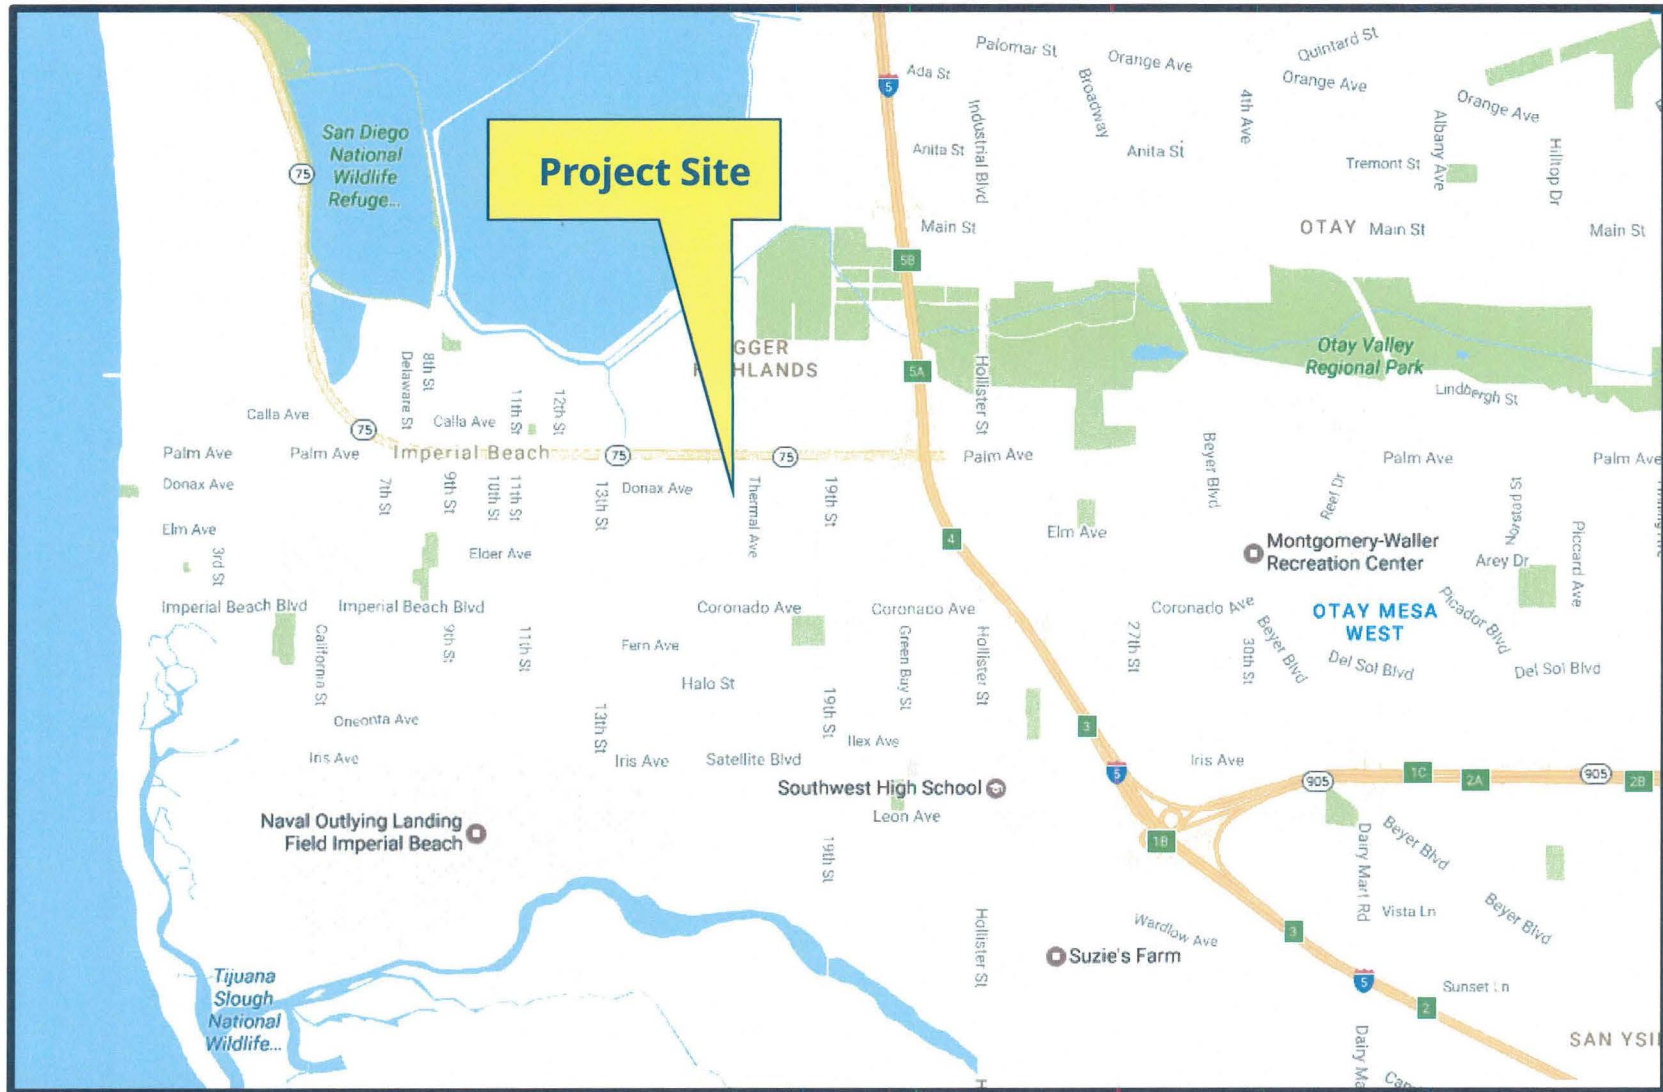 Palomar St
Orange Ave
Quintard St
Orange Ave
Orange Ave
5
Ada St
Broadway
Industrial Blvd
4th Ave
Albany Ave
Hilltop Dr
San Diego
National
Wildlife
Refuge...
75
Project Site
Anita St
Anita St
Tremont St
Main St
OTAY
Main St
Main St
5B
GGER
HLANDS
5A
Otay Valley
Regional Park
Lindbergh St
Hollister St
8th St
Delaware St
11th St
12th St
Calla Ave
Calla Ave
75
Palm Ave
Palm Ave
Imperial Beach
75
75
Palm Ave
Beyer Blvd
Palm Ave
Palm Ave
Donax Ave
7th St
9th St
10th St
11th St
13th St
Donax Ave
Thermal Ave
19th St
Reef Dr
Norstad St
Piccard Ave
Elm Ave
3rd St
Elder Ave
4
Elm Ave
Montgomery-Waller
Recreation Center
Arey Dr
Imperial Beach Blvd
Imperial Beach Blvd
Coronado Ave
Coronado Ave
Coronado Ave
OTAY MESA
WEST
Picador Blvd
California St
9th St
11th St
Fern Ave
Green Bay St
Hollister St
27th St
30th St
Beyer Blvd
Del Sol Blvd
Del Sol Blvd
Halo St
19th St
Oneonta Ave
13th St
Ilex Ave
3
Iris Ave
Iris Ave
Satellite Blvd
5
Iris Ave
905
1C
2A
905
2B
Southwest High School
Leon Ave
Naval Outlying Landing
Field Imperial Beach
19th St
1B
Dairy Mart Rd
Beyer Blvd
Hollister St
Wardlow Ave
Vista Ln
Beyer Blvd
3
Suzie's Farm
Tijuana
Slough
National
Wildlife...
5
Sunset Ln
2
SAN YSI
Dairy Ma